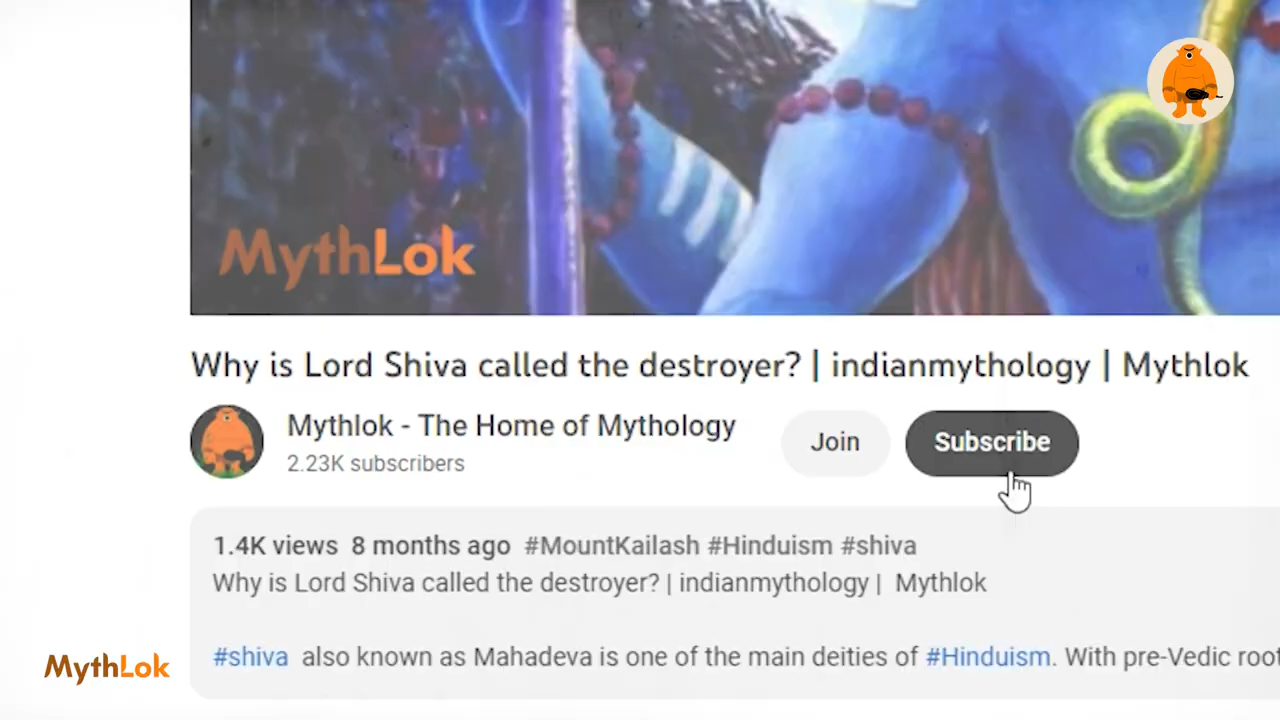 MythLok
Why is Lord Shiva called the destroyer? | indianmythology | Mythlok
Mythlok - The Home of Mythology
2.23K subscribers
Join
Subscribe
1.4K views 8 months ago #MountKailash #Hinduism #shiva
Why is Lord Shiva called the destroyer? | indianmythology | Mythlok
#shiva also known as Mahadeva is one of the main deities of #Hinduism. With pre-Vedic root
MythLok